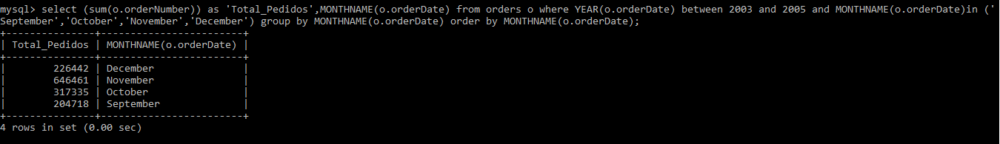 mysql> select (sum(o.orderNumber)) as 'Total_Pedidos',MONTHNAME(o.orderDate) from orders o where YEAR(o.orderDate) between 2003 and 2005 and MONTHNAME(o.orderDate)in ('
September','October','November','December') group by MONTHNAME(o.orderDate) order by MONTHNAME(o.orderDate);
+---------------+------------------------+
| Total_Pedidos | MONTHNAME(o.orderDate) |
+---------------+------------------------+
|        226442 | December               |
|        646461 | November               |
|        317335 | October                |
|        204718 | September              |
+---------------+------------------------+
4 rows in set (0.00 sec)